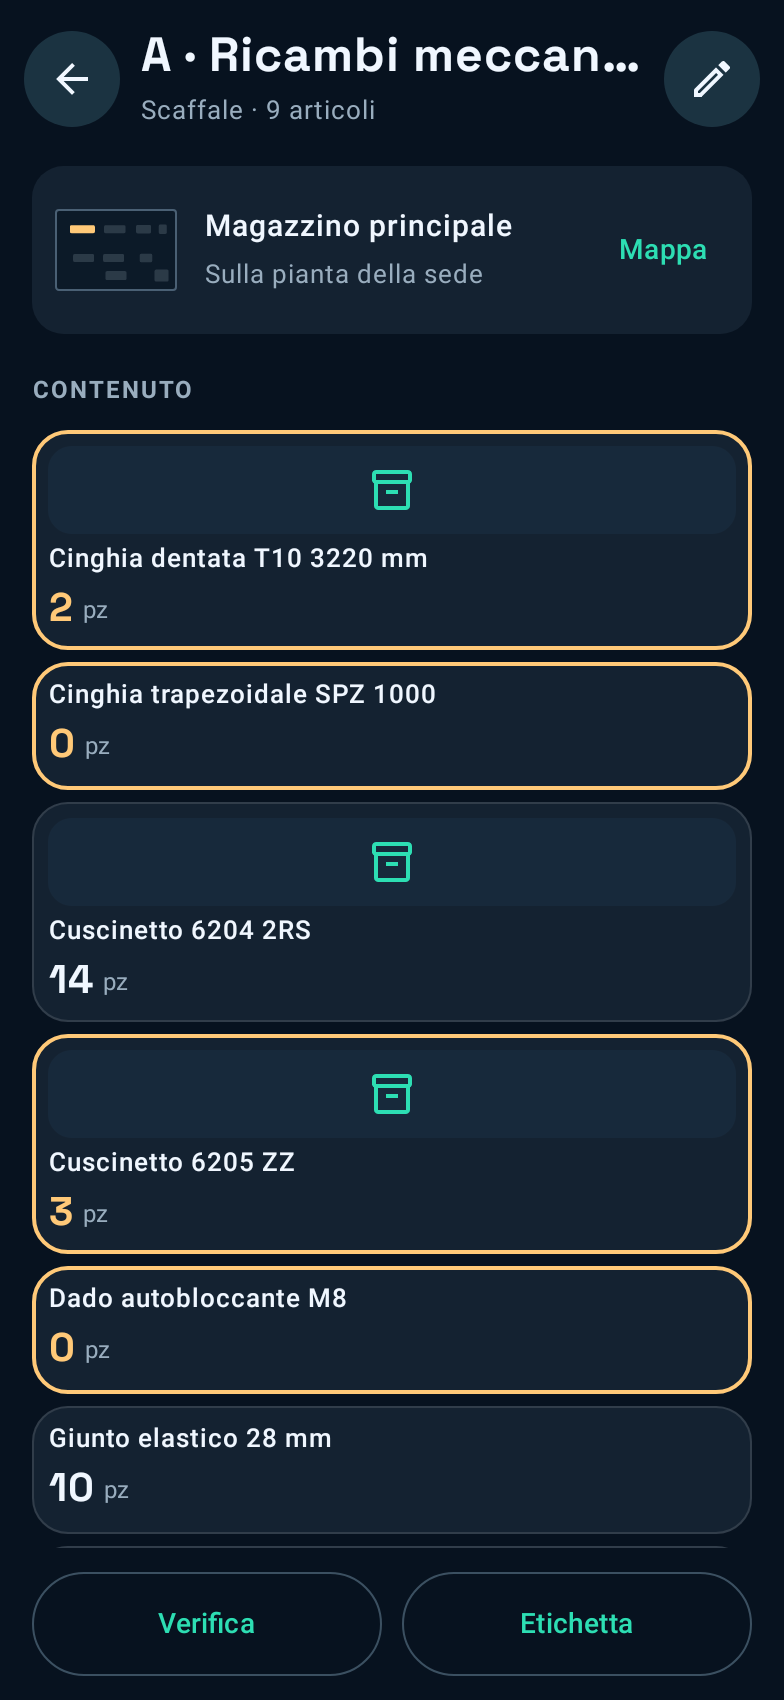 A · Ricambi meccan…
Scaffale · 9 articoli
Magazzino principale
Sulla pianta della sede
Mappa
CONTENUTO
Cinghia dentata T10 3220 mm
2 pz
Cinghia trapezoidale SPZ 1000
0 pz
Cuscinetto 6204 2RS
14 pz
Cuscinetto 6205 ZZ
3 pz
Dado autobloccante M8
0 pz
Giunto elastico 28 mm
10 pz
Verifica
Etichetta